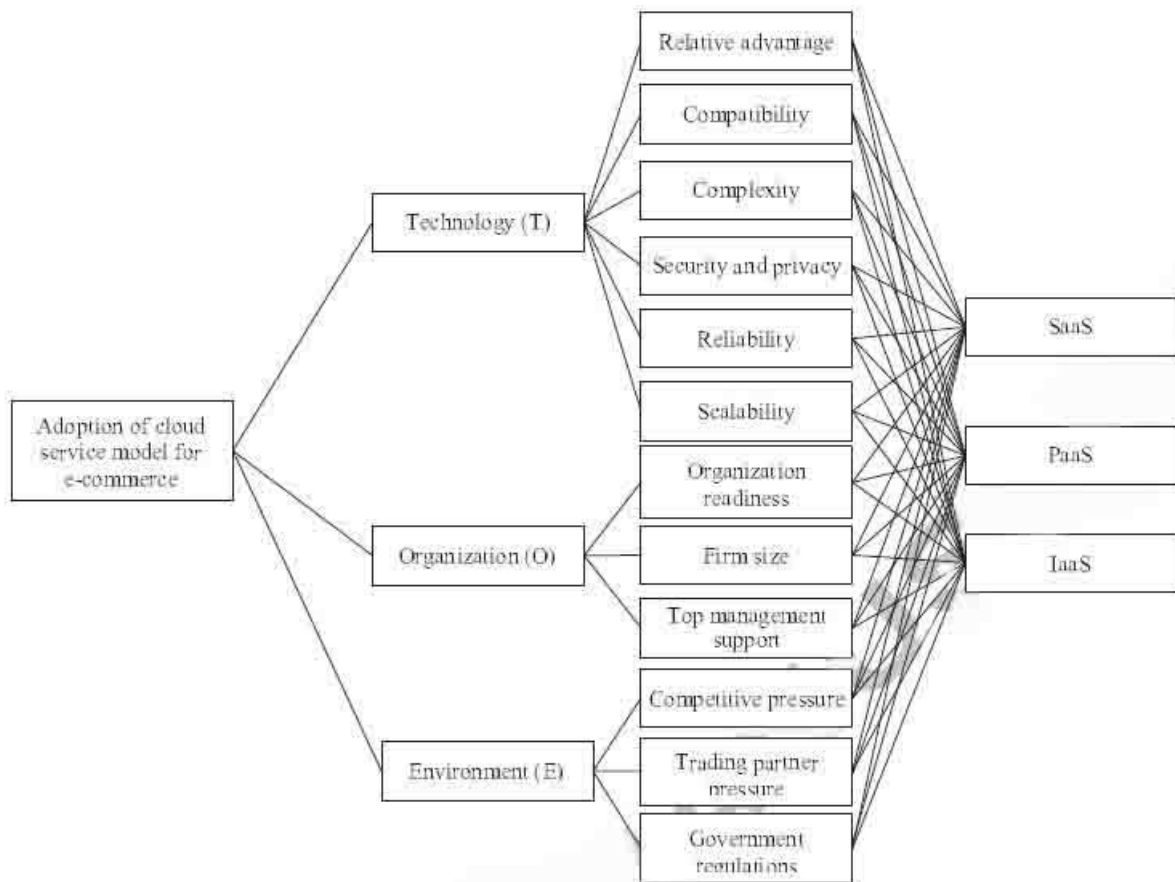 Relative advantage
Compatibility
Complexity
Technology (T)
Security and privacy
SaaS
Reliability
Scalability
Adoption of cloud
service model for
e-commerce
PaaS
Organization
readiness
Organization (O)
Firm size
IaaS
Top management
support
Competitive pressure
Environment (E)
Trading partner
pressure
Government
regulations